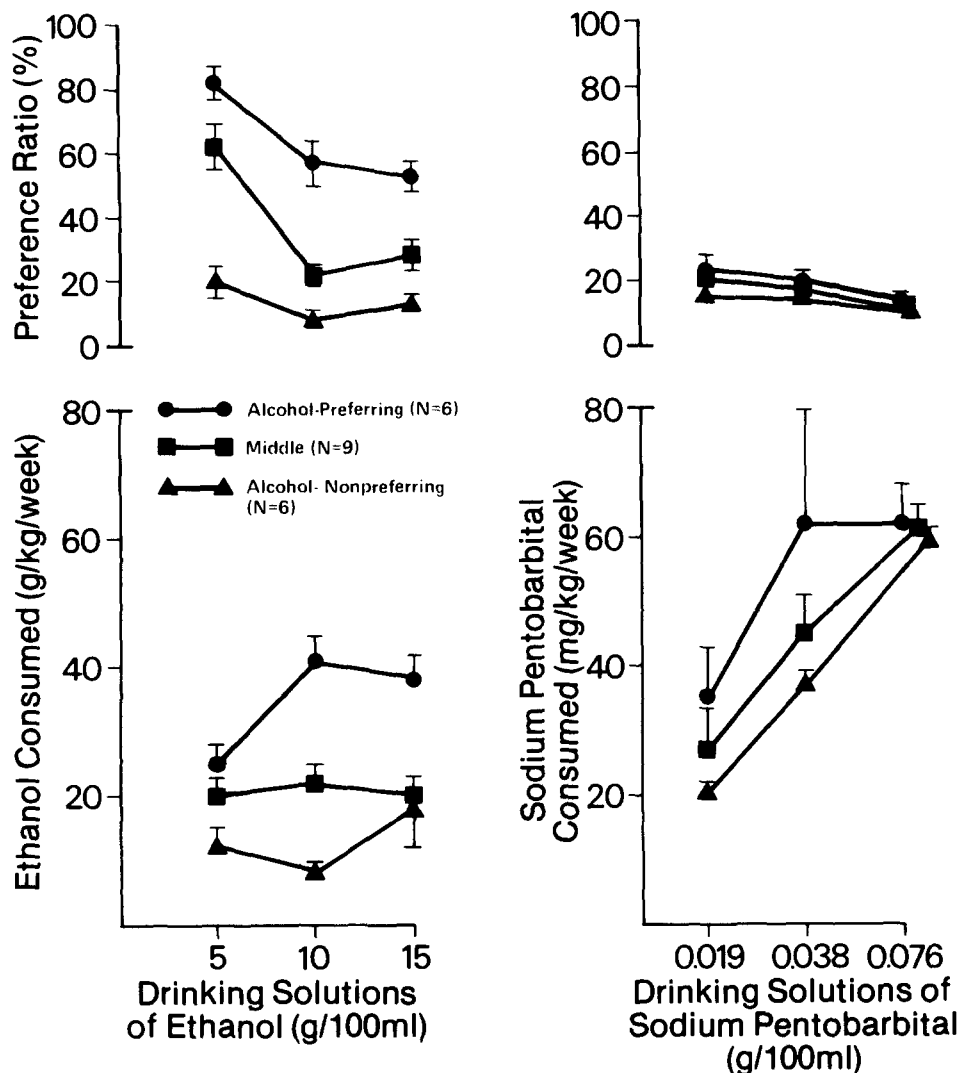 Preference Ratio (%)
100
80
60
40
20
0
100
80
60
40
20
0
Ethanol Consumed (g/kg/week)
80
60
40
20
Alcohol-Preferring (N=6)
Middle (N=9)
Alcohol- Nonpreferring
(N=6)
5 10 15
Drinking Solutions
of Ethanol (g/100ml)
Sodium Pentobarbital
Consumed (mg/kg/week)
80
60
40
20
0.019 0.038 0.076
Drinking Solutions of
Sodium Pentobarbital
(g/100ml)